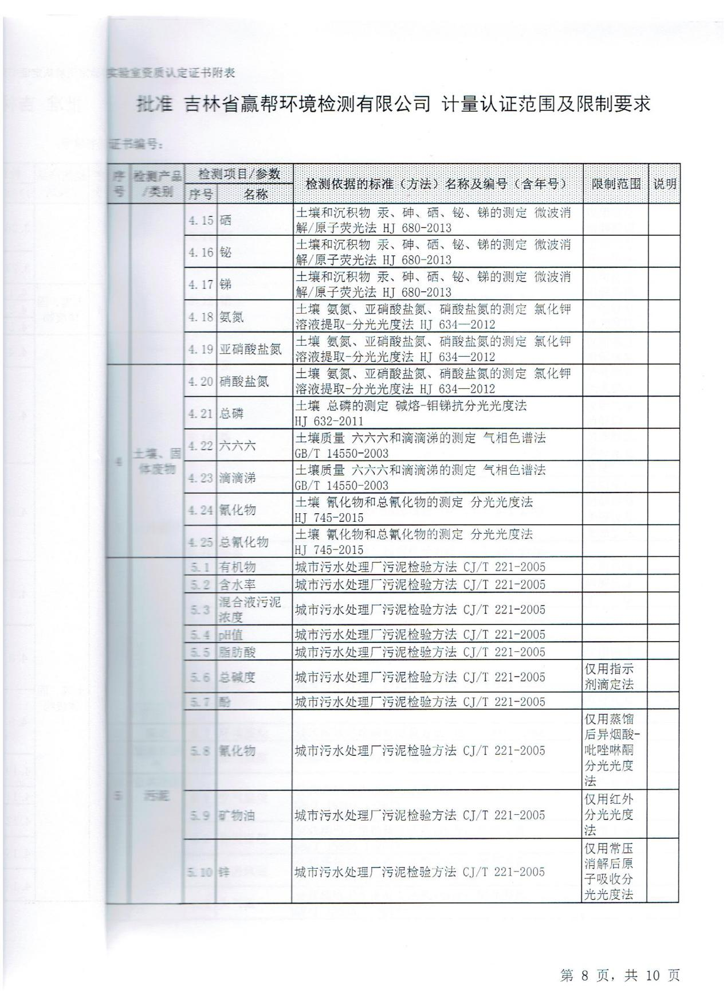 实验室资质认定证书附表
批准 吉林省赢帮环境检测有限公司 计量认证范围及限制要求
证书编号:
序号 检测产品/类别 检测项目/参数 检测依据的标准（方法）名称及编号（含年号） 限制范围 说明
序号 名称
4.15 硒 土壤和沉积物 汞、砷、硒、铋、锑的测定 微波消
解/原子荧光法 HJ 680-2013
4.16 铋 土壤和沉积物 汞、砷、硒、铋、锑的测定 微波消
解/原子荧光法 HJ 680-2013
4.17 锑 土壤和沉积物 汞、砷、硒、铋、锑的测定 微波消
解/原子荧光法 HJ 680-2013
4.18 氨氮 土壤 氨氮、亚硝酸盐氮、硝酸盐氮的测定 氯化钾
溶液提取-分光光度法 HJ 634—2012
4.19 亚硝酸盐氮 土壤 氨氮、亚硝酸盐氮、硝酸盐氮的测定 氯化钾
溶液提取-分光光度法 HJ 634—2012
4 土壤、固
体废物
4.20 硝酸盐氮 土壤 氨氮、亚硝酸盐氮、硝酸盐氮的测定 氯化钾
溶液提取-分光光度法 HJ 634—2012
4.21 总磷 土壤 总磷的测定 碱熔-钼锑抗分光光度法
HJ 632-2011
4.22 六六六 土壤质量 六六六和滴滴涕的测定 气相色谱法
GB/T 14550-2003
4.23 滴滴涕 土壤质量 六六六和滴滴涕的测定 气相色谱法
GB/T 14550-2003
4.24 氰化物 土壤 氰化物和总氰化物的测定 分光光度法
HJ 745-2015
4.25 总氰化物 土壤 氰化物和总氰化物的测定 分光光度法
HJ 745-2015
5 污泥
5.1 有机物 城市污水处理厂污泥检验方法 CJ/T 221-2005
5.2 含水率 城市污水处理厂污泥检验方法 CJ/T 221-2005
5.3 混合液污泥
浓度 城市污水处理厂污泥检验方法 CJ/T 221-2005
5.4 pH值 城市污水处理厂污泥检验方法 CJ/T 221-2005
5.5 脂肪酸 城市污水处理厂污泥检验方法 CJ/T 221-2005
5.6 总碱度 城市污水处理厂污泥检验方法 CJ/T 221-2005 仅用指示
剂滴定法
5.7 酚 城市污水处理厂污泥检验方法 CJ/T 221-2005
5.8 氰化物 城市污水处理厂污泥检验方法 CJ/T 221-2005 仅用蒸馏
后异烟酸-
吡唑啉酮
分光光度
法
5.9 矿物油 城市污水处理厂污泥检验方法 CJ/T 221-2005 仅用红外
分光光度
法
5.10 锌 城市污水处理厂污泥检验方法 CJ/T 221-2005 仅用常压
消解后原
子吸收分
光光度法
第 8 页，共 10 页